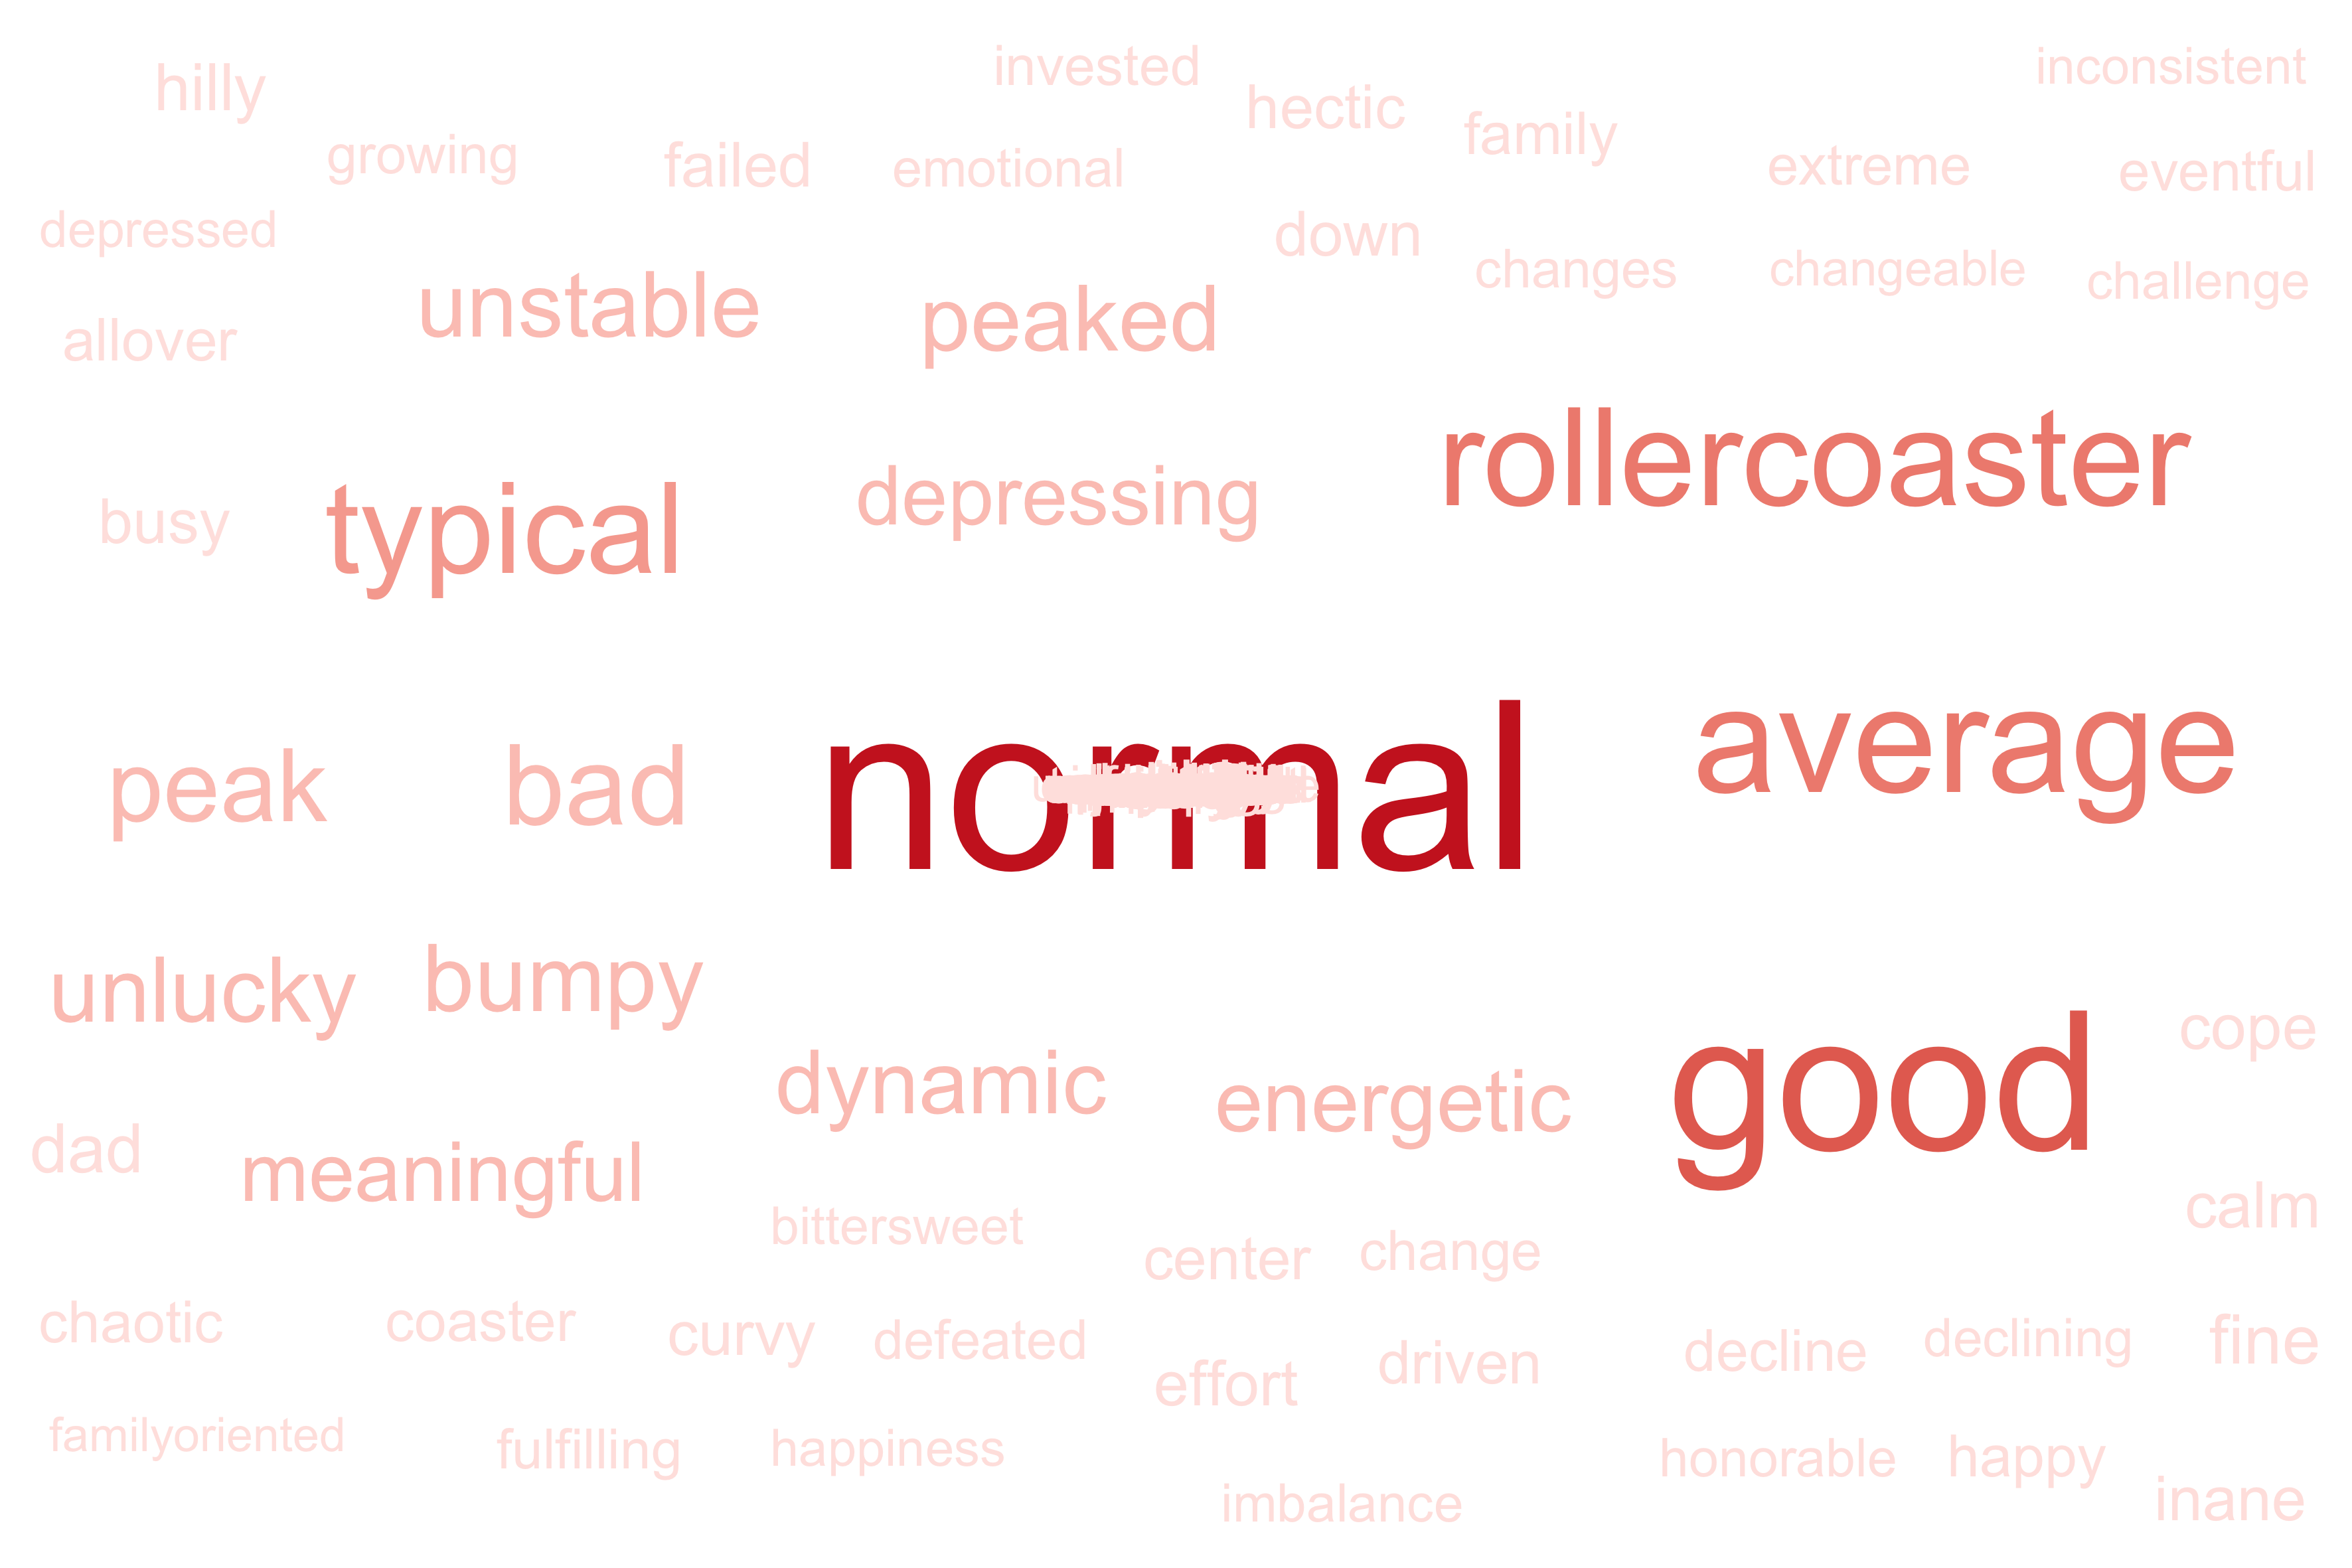 invested
inconsistent
hilly
hectic
family
growing
failed
emotional
extreme
eventful
depressed
down
changes
changeable
challenge
unstable
peaked
allover
rollercoaster
typical
depressing
busy
normal
average
peak
bad
unlucky
bumpy
cope
dynamic
energetic
good
dad
meaningful
calm
bittersweet
center
change
chaotic
coaster
curvy
defeated
effort
driven
decline
declining
fine
familyoriented
fulfilling
happiness
honorable
happy
imbalance
inane